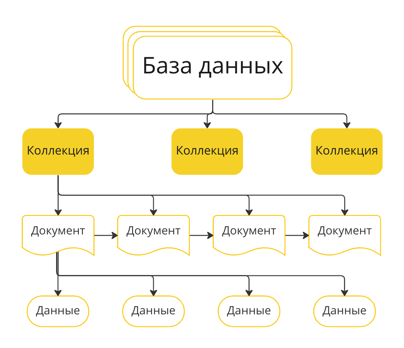 База данных
Коллекция
Коллекция
Коллекция
Документ
Документ
Документ
Документ
Данные
Данные
Данные
Данные